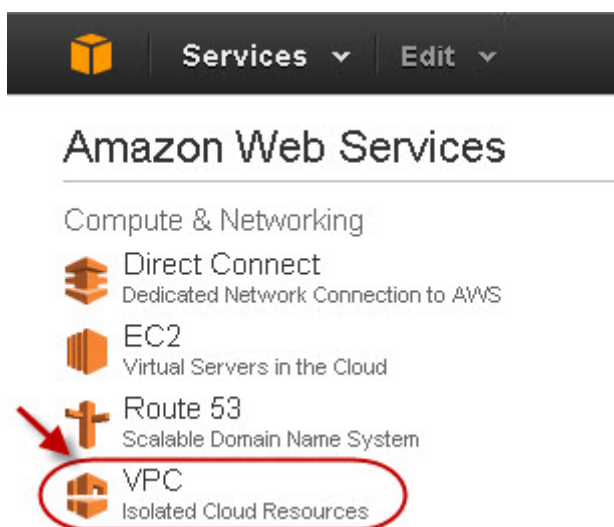 Services Edit
Amazon Web Services
Compute & Networking
Direct Connect
Dedicated Network Connection to AWS
EC2
Virtual Servers in the Cloud
Route 53
Scalable Domain Name System
VPC
Isolated Cloud Resources